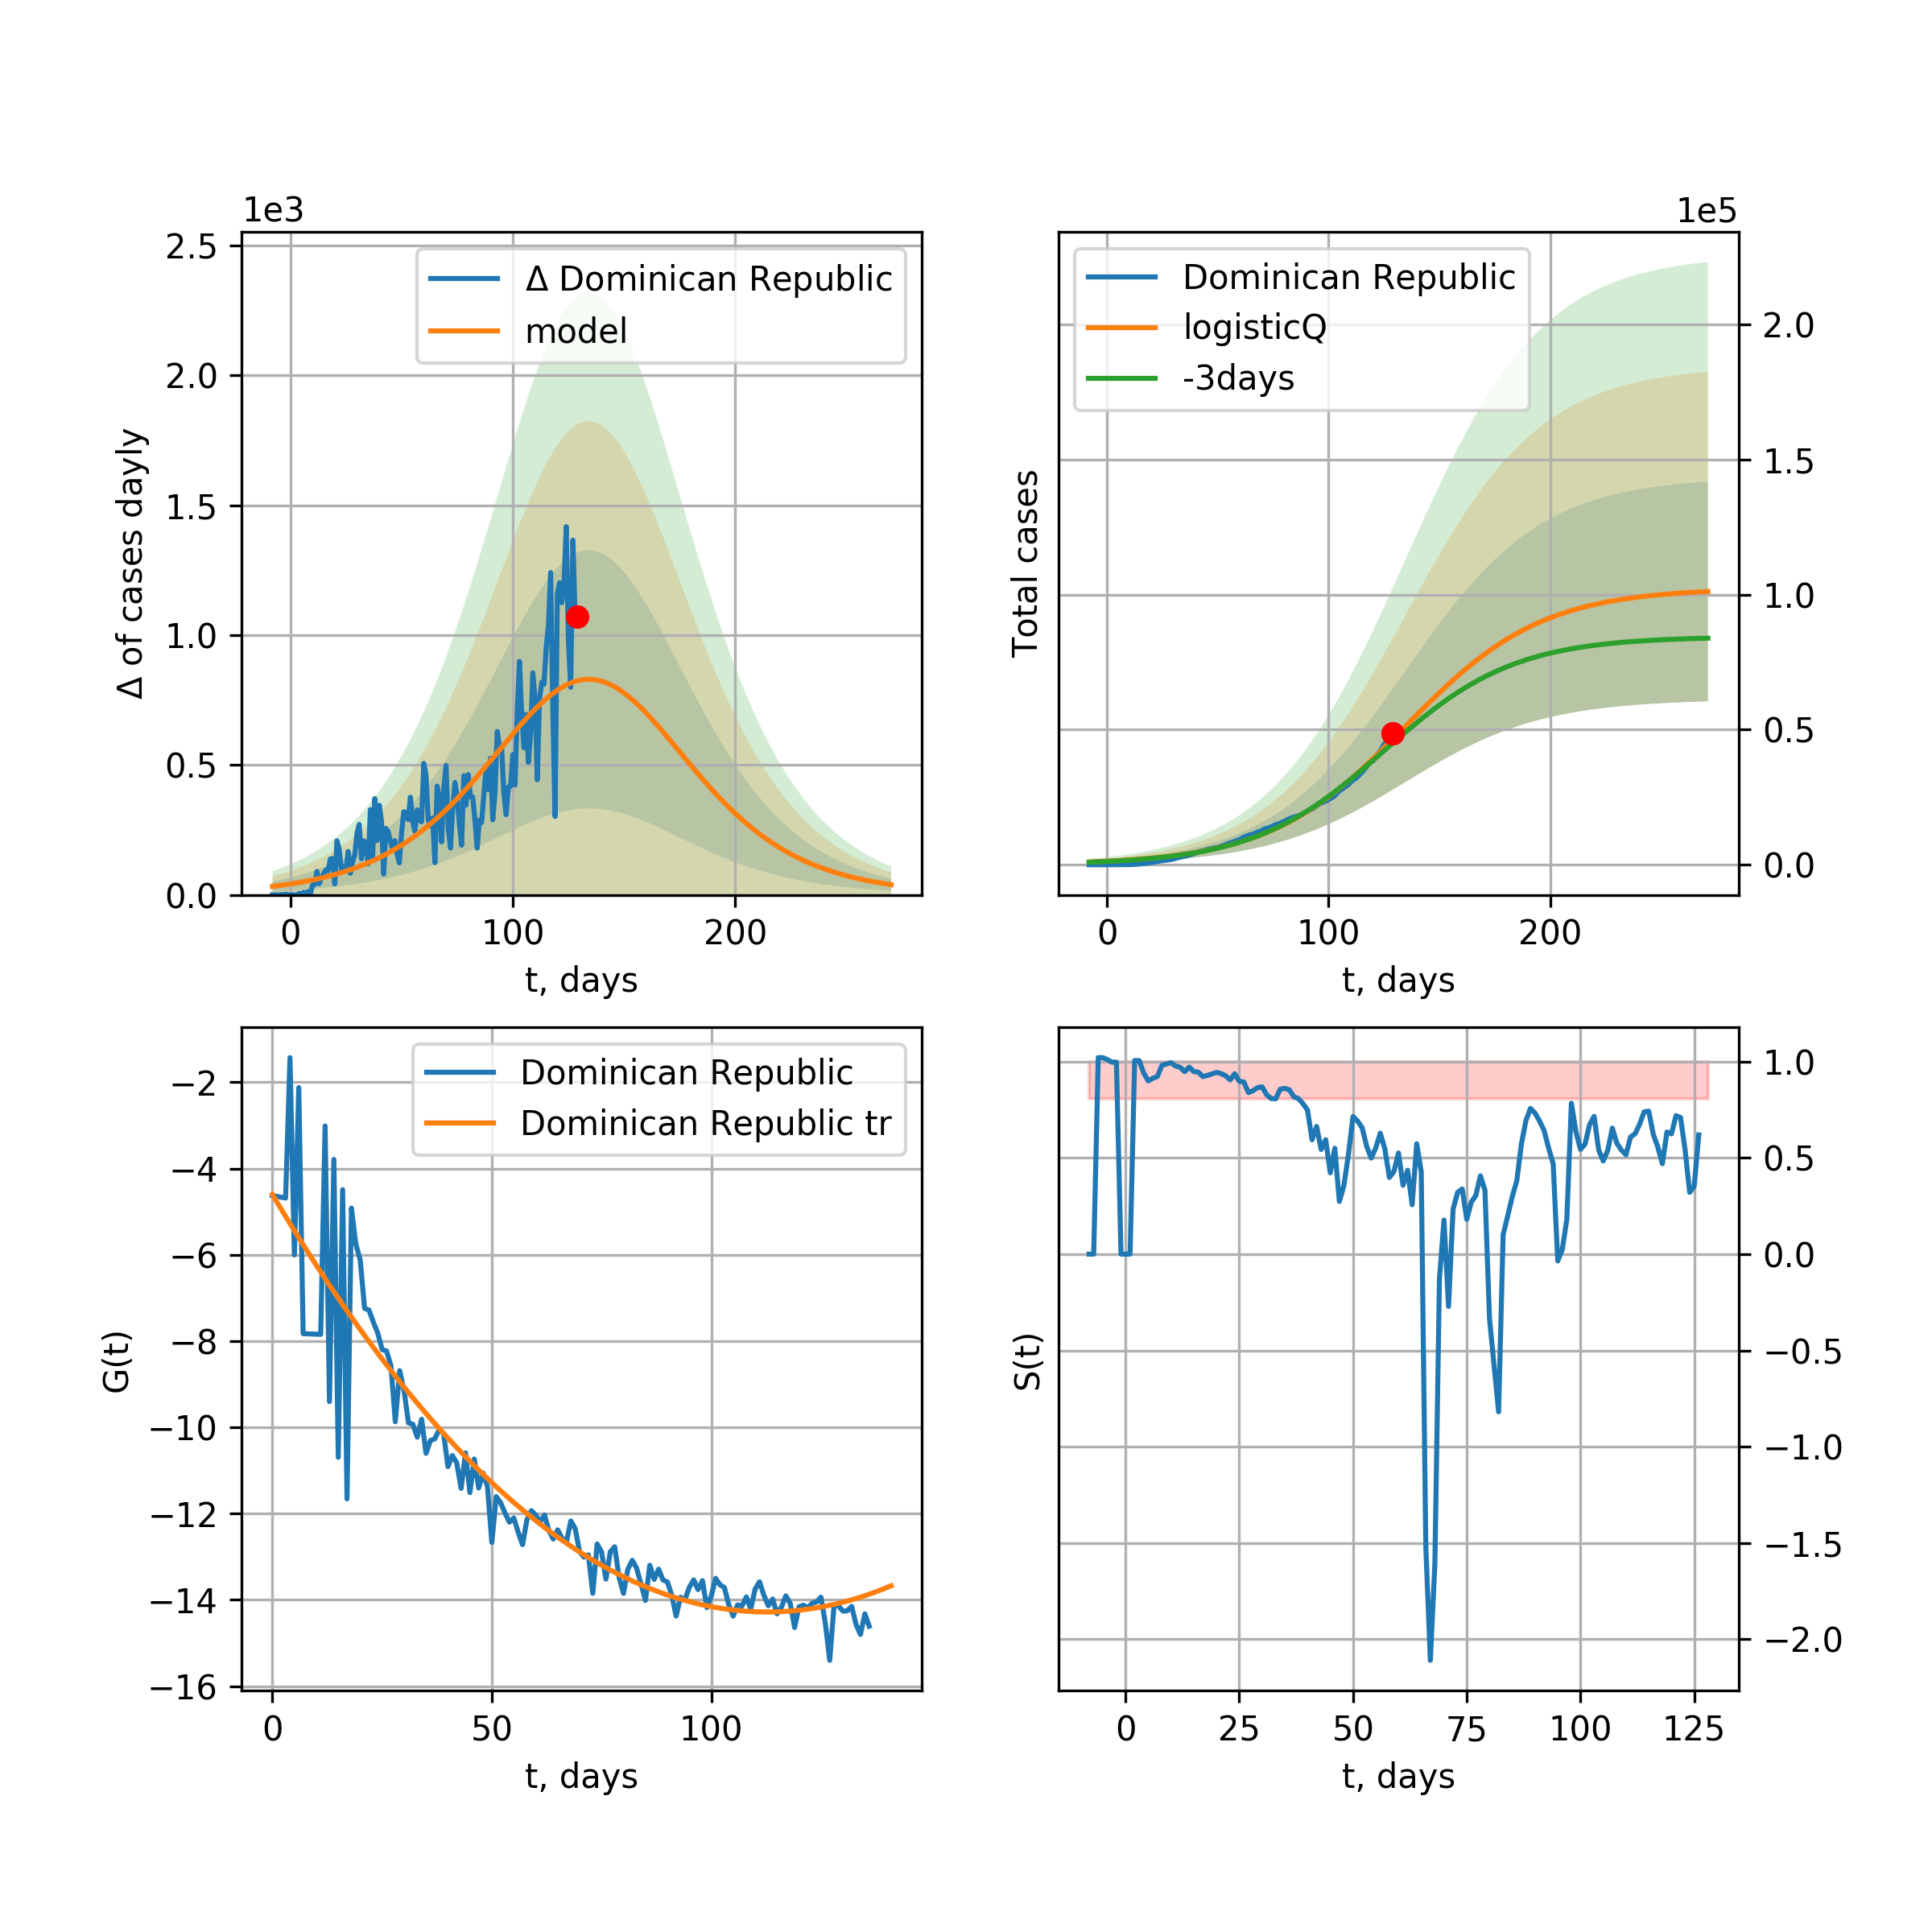 1e3
2.5
2.0
1.5
1.0
0.5
0.0
Δ of cases dayly
Δ Dominican Republic
model
0
100
200
t, days
1e5
Total cases
Dominican Republic
logisticQ
-3days
2.0
1.5
1.0
0.5
0.0
0
100
200
t, days
−2
−4
−6
−8
−10
−12
−14
−16
G(t)
Dominican Republic
Dominican Republic tr
0
50
100
t, days
S(t)
1.0
0.5
0.0
−0.5
−1.0
−1.5
−2.0
0
25
50
75
100
125
t, days